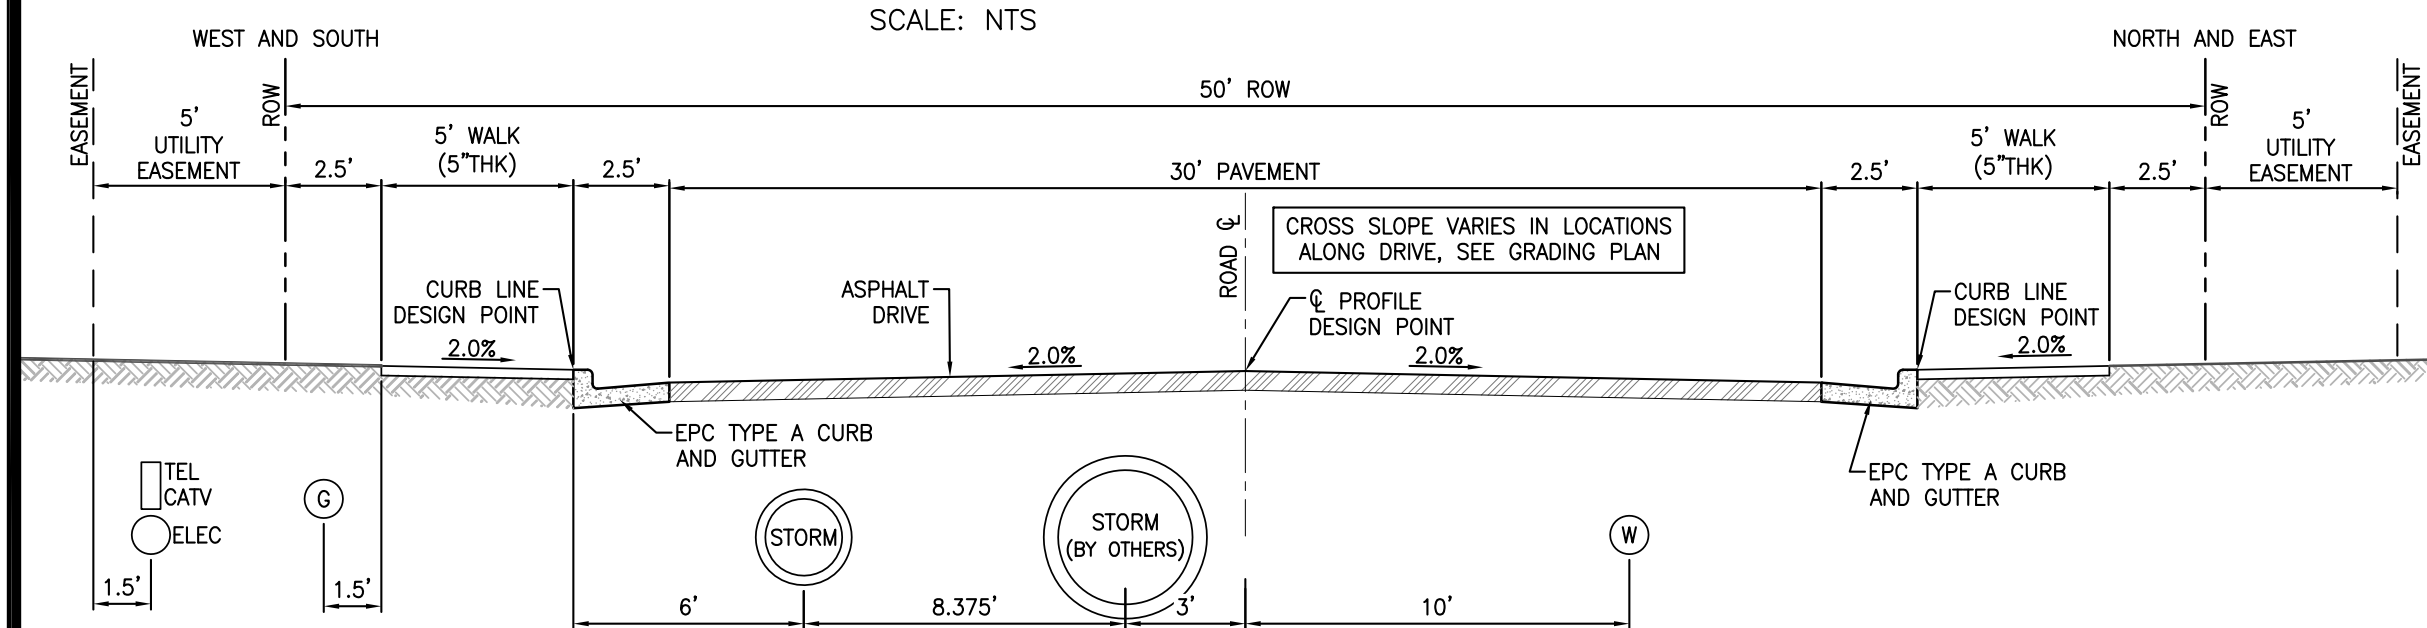 SCALE: NTS
WEST AND SOUTH
NORTH AND EAST
EASEMENT
5'
UTILITY
EASEMENT
ROW
2.5'
5' WALK
(5"THK)
2.5'
50' ROW
30' PAVEMENT
2.5'
5' WALK
(5"THK)
2.5'
ROW
5'
UTILITY
EASEMENT
EASEMENT
ROAD ℄
CROSS SLOPE VARIES IN LOCATIONS
ALONG DRIVE, SEE GRADING PLAN
CURB LINE
DESIGN POINT
2.0%
ASPHALT
DRIVE
2.0%
℄ PROFILE
DESIGN POINT
2.0%
CURB LINE
DESIGN POINT
2.0%
EPC TYPE A CURB
AND GUTTER
EPC TYPE A CURB
AND GUTTER
TEL
CATV
ELEC
G
STORM
STORM
(BY OTHERS)
W
1.5'
1.5'
6'
8.375'
3'
10'